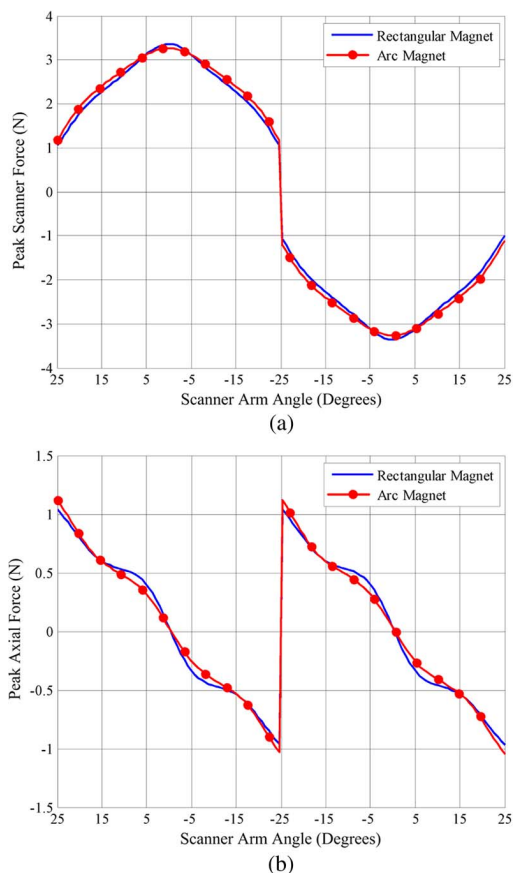 4
3
2
1
0
-1
-2
-3
-4
Peak Scanner Force (N)
Rectangular Magnet
Arc Magnet
25 15 5 -5 -15 -25 -15 -5 5 15 25
Scanner Arm Angle (Degrees)
(a)
1.5
1
0.5
0
-0.5
-1
-1.5
Peak Axial Force (N)
Rectangular Magnet
Arc Magnet
25 15 5 -5 -15 -25 -15 -5 5 15 25
Scanner Arm Angle (Degrees)
(b)